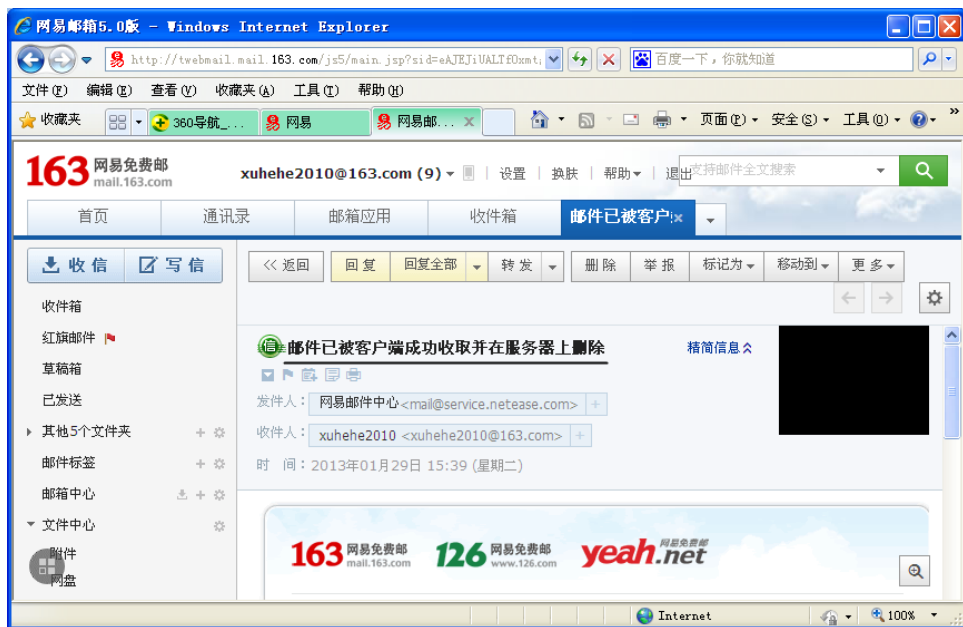 网易邮箱5.0版 - Windows Internet Explorer
http://twebmail.mail.163.com/js5/main.jsp?sid=eAJEJiUALTfOxmt
百度一下，你就知道
文件(F) 编辑(E) 查看(V) 收藏夹(A) 工具(T) 帮助(H)
收藏夹 360导航_... 网易 网易邮... × 页面(P) 安全(S) 工具(O) »
163 网易免费邮
mail.163.com
xuhehe2010@163.com (9) | 设置 | 换肤 | 帮助 | 退出 支持邮件全文搜索
首页 通讯录 邮箱应用 收件箱 邮件已被客户 ×
收信 写信 << 返回 回复 回复全部 转发 删除 举报 标记为 移动到 更多
收件箱
红旗邮件
草稿箱
已发送
其他5个文件夹
邮件标签
邮箱中心
文件中心
附件
网盘
邮件已被客户端成功收取并在服务器上删除 精简信息
发件人： 网易邮件中心<mail@service.netease.com> +
收件人： xuhehe2010 <xuhehe2010@163.com> +
时 间：2013年01月29日 15:39 (星期二)
163 网易免费邮 mail.163.com 126 网易免费邮 www.126.com yeah.net 网易免费邮
Internet 100%